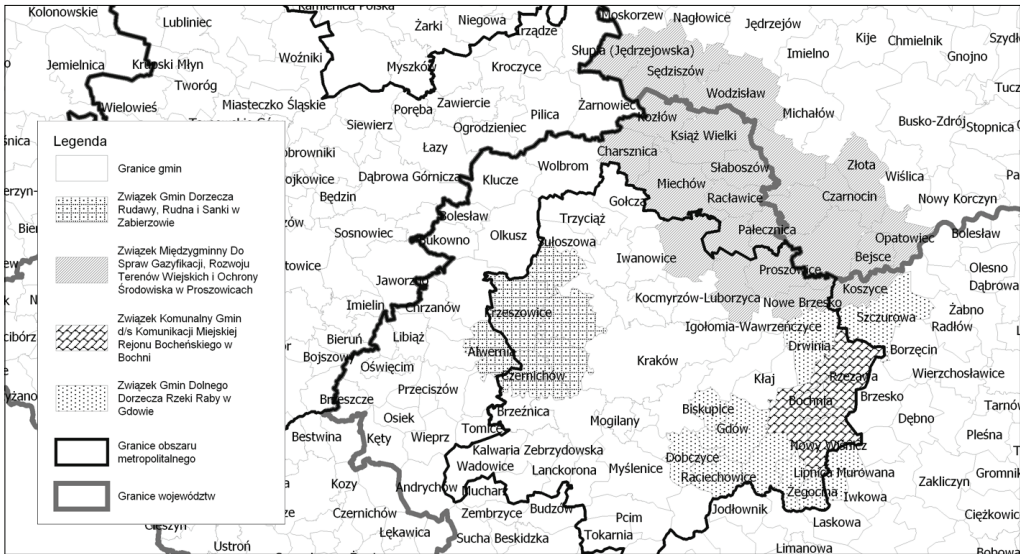 Kolonowskie
Lubliniec
Kamienica Polska
Żarki
Niegowa
Irządze
Moskorzew
Nagłowice
Jędrzejów
Kije
Chmielnik
Gnojno
Jemielnica
Krupski Młyn
Woźniki
Myszków
Kroczyce
Słupia (Jędrzejowska)
Sędziszów
Imielno
Tworóg
Wodzisław
Wielowieś
Miasteczko Śląskie
Poręba
Zawiercie
Pilica
Żarnowiec
Michałów
Busko-Zdrój
Stopnica
Siewierz
Ogrodzieniec
Kozłów
Książ Wielki
Łazy
Charsznica
Wolbrom
Słaboszów
Złota
Wiślica
Dąbrowa Górnicza
Klucze
Miechów
Będzin
Gołcza
Racławice
Czarnocin
Nowy Korczyn
Bolesław
Trzyciąż
Sosnowiec
Bukowno
Olkusz
Sułoszowa
Pałecznica
Opatowiec
Bolesław
Iwanowice
Bejsce
Jaworzno
Proszowice
Koszyce
Olesno
Dąbrowa
Imielin
Chrzanów
Krzeszowice
Kocmyrzów-Luborzyca
Nowe Brzesko
Szczurowa
Żabno
Radłów
Igołomia-Wawrzeńczyce
Bieruń
Libiąż
Drwinia
Borzęcin
Bojszowy
Alwernia
Kraków
Oświęcim
Czernichów
Kłaj
Rzezawa
Wierzchosławice
Przeciszów
Bochnia
Brzesko
Brzeszcze
Osiek
Brzeźnica
Mogilany
Biskupice
Gdów
Dębno
Bestwina
Kęty
Wieprz
Tomice
Nowy Wiśnicz
Pleśna
Kalwaria Zebrzydowska
Dobczyce
Wadowice
Lanckorona
Myślenice
Raciechowice
Lipnica Murowana
Kozy
Andrychów
Żegocina
Iwkowa
Zakliczyn
Czernichów
Zembrzyce
Budzów
Pcim
Jodłownik
Laskowa
Łękawica
Sucha Beskidzka
Tokarnia
Limanowa
Cieszyn
Ustroń
Legenda
Granice gmin
Związek Gmin Dorzecza
Rudawy, Rudna i Sanki w
Zabierzowie
Związek Międzygminny Do
Spraw Gazyfikacji, Rozwoju
Terenów Wiejskich i Ochrony
Środowiska w Proszowicach
Związek Komunalny Gmin
d/s Komunikacji Miejskiej
Rejonu Bocheńskiego w
Bochni
Związek Gmin Dolnego
Dorzecza Rzeki Raby w
Gdowie
Granice obszaru
metropolitalnego
Granice województw